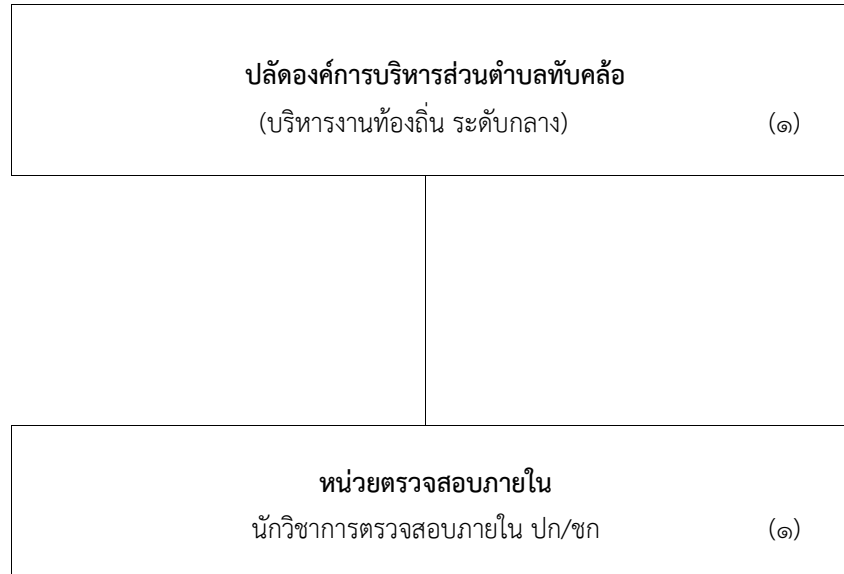 ปลัดองค์การบริหารส่วนตำบลทับคล้อ
(บริหารงานท้องถิ่น ระดับกลาง) (๑)
หน่วยตรวจสอบภายใน
นักวิชาการตรวจสอบภายใน ปก/ชก (๑)